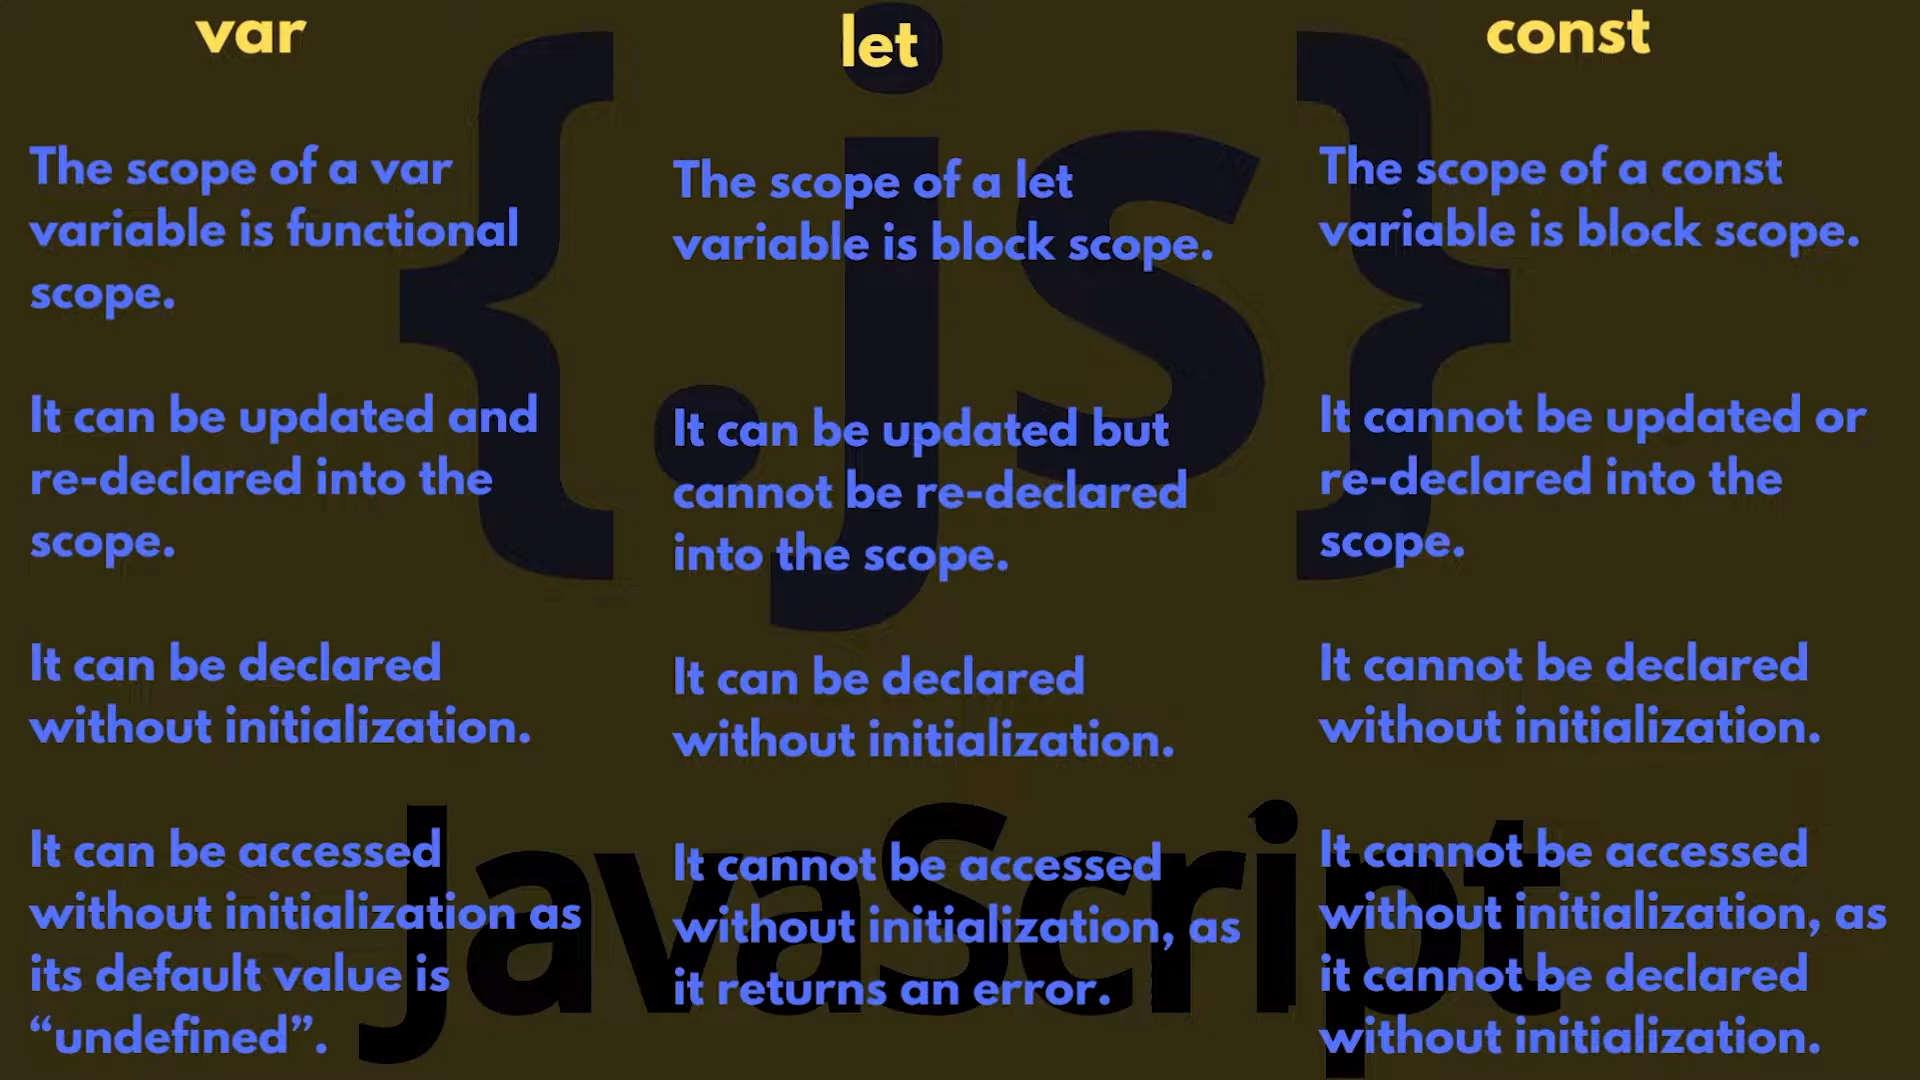 var
The scope of a var
variable is functional
scope.
It can be updated and
re-declared into the
scope.
It can be declared
without initialization.
It can be accessed
without initialization as
its default value is
“undefined”.
let
The scope of a let
variable is block scope.
It can be updated but
cannot be re-declared
into the scope.
It can be declared
without initialization.
It cannot be accessed
without initialization, as
it returns an error.
const
The scope of a const
variable is block scope.
It cannot be updated or
re-declared into the
scope.
It cannot be declared
without initialization.
It cannot be accessed
without initialization, as
it cannot be declared
without initialization.
{.js}
JavaScript